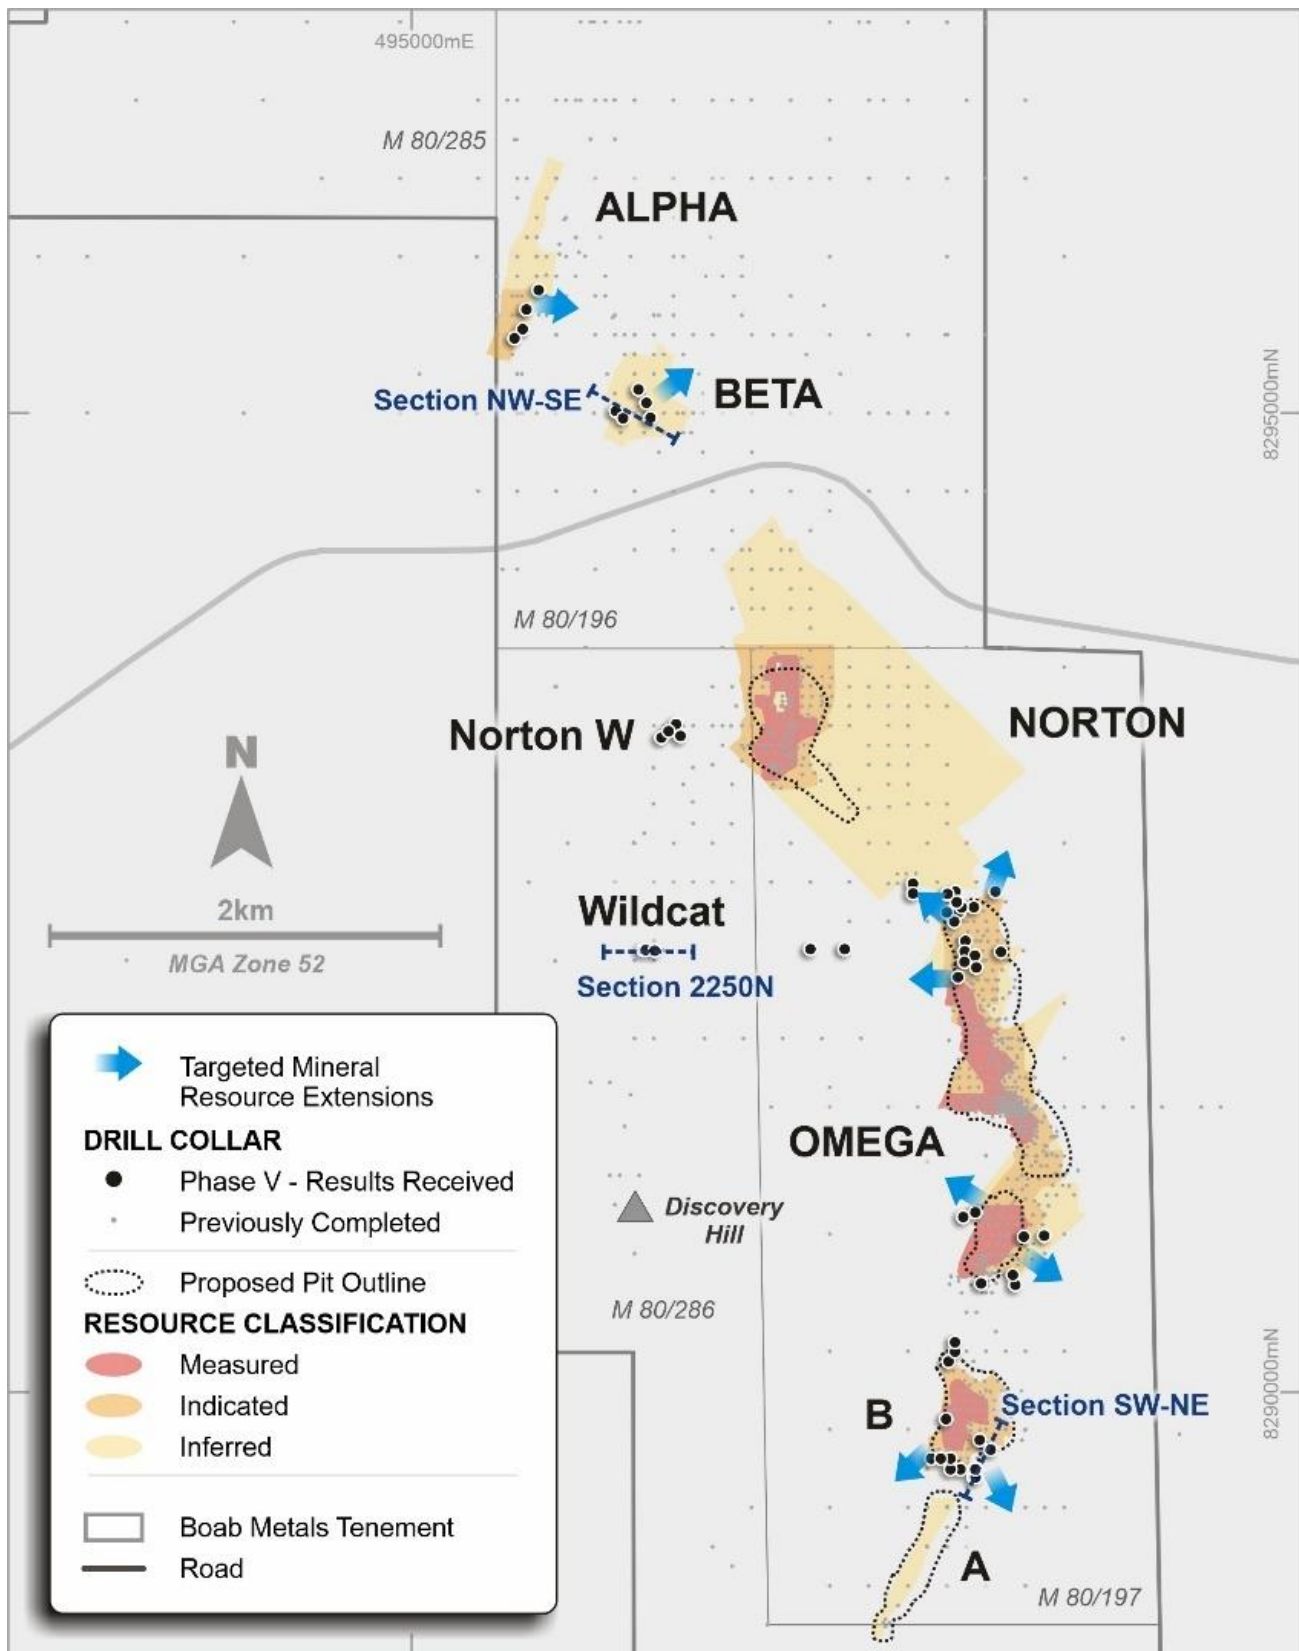 495000mE
M 80/285
ALPHA
Section NW-SE
BETA
8295000mN
M 80/196
Norton W
NORTON
N
2km
MGA Zone 52
Wildcat
Section 2250N
OMEGA
Discovery
Hill
M 80/286
B
Section SW-NE
8290000mN
A
M 80/197
Targeted Mineral
Resource Extensions
DRILL COLLAR
Phase V - Results Received
Previously Completed
Proposed Pit Outline
RESOURCE CLASSIFICATION
Measured
Indicated
Inferred
Boab Metals Tenement
Road